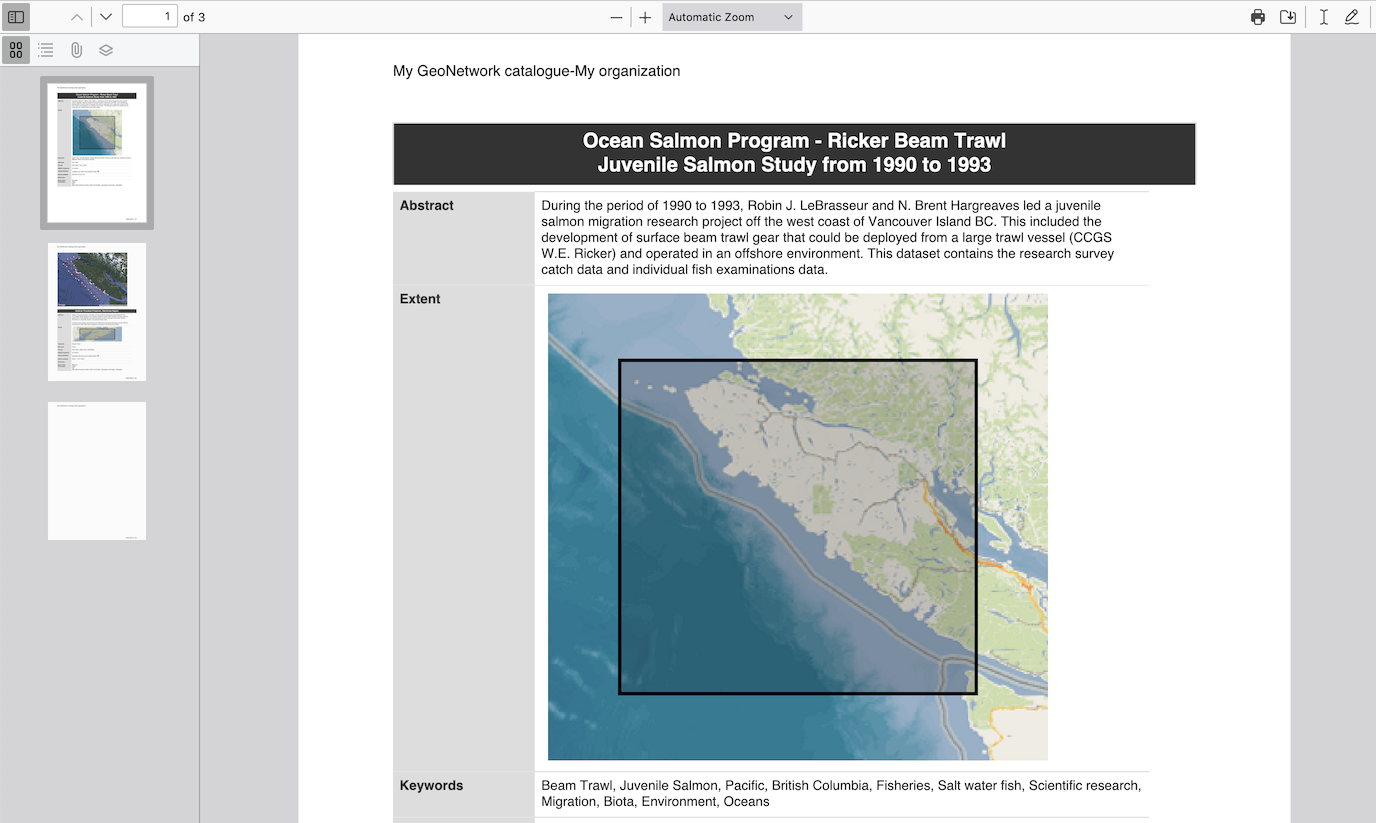 1 of 3
Automatic Zoom
My GeoNetwork catalogue-My organization
Ocean Salmon Program - Ricker Beam Trawl
Juvenile Salmon Study from 1990 to 1993
Abstract
During the period of 1990 to 1993, Robin J. LeBrasseur and N. Brent Hargreaves led a juvenile
salmon migration research project off the west coast of Vancouver Island BC. This included the
development of surface beam trawl gear that could be deployed from a large trawl vessel (CCGS
W.E. Ricker) and operated in an offshore environment. This dataset contains the research survey
catch data and individual fish examinations data.
Extent
Keywords
Beam Trawl, Juvenile Salmon, Pacific, British Columbia, Fisheries, Salt water fish, Scientific research,
Migration, Biota, Environment, Oceans